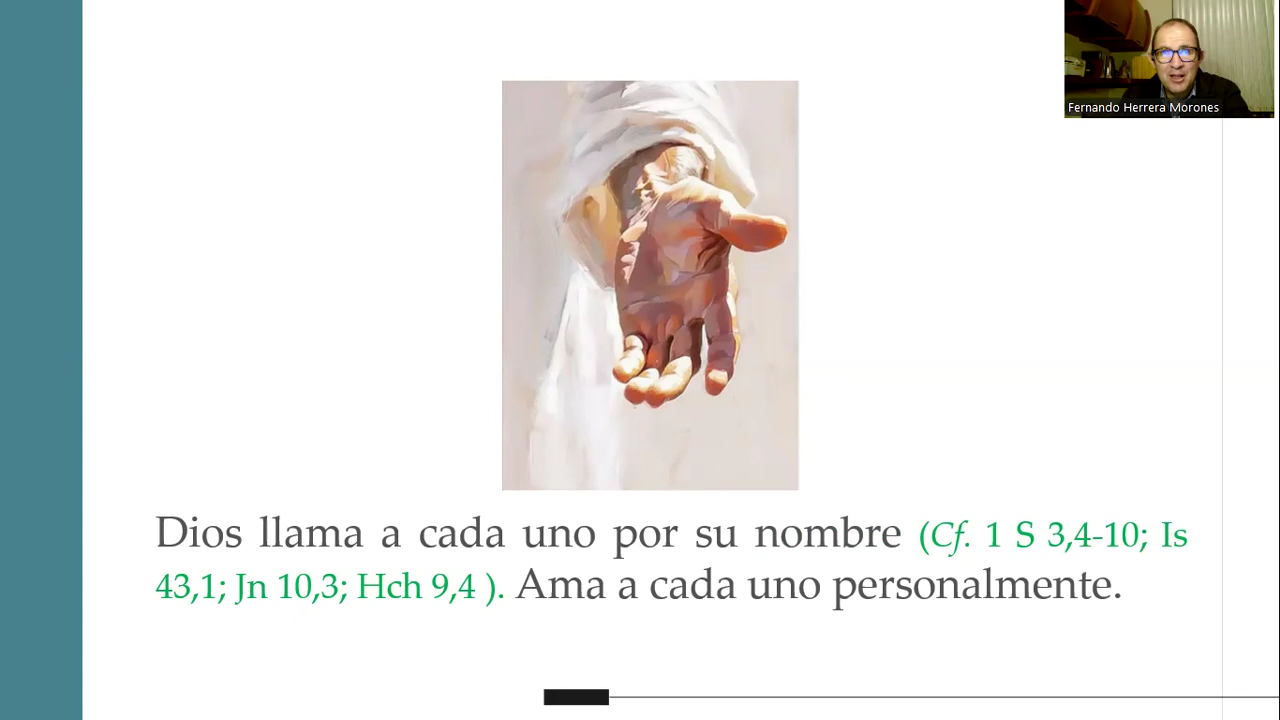 Fernando Herrera Morones
Dios llama a cada uno por su nombre (Cf. 1 S 3,4-10; Is
43,1; Jn 10,3; Hch 9,4 ). Ama a cada uno personalmente.